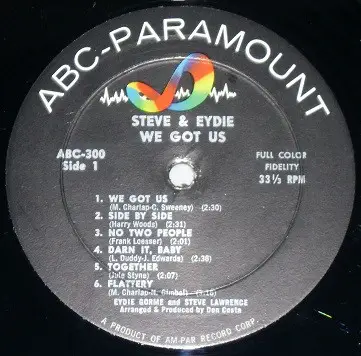 ABC-PARAMOUNT
STEVE & EYDIE
WE GOT US
ABC-300
Side 1
FULL COLOR
FIDELITY
33⅓ RPM
1. WE GOT US
(M. Charlap-C. Sweeney) (2:30)
2. SIDE BY SIDE
(Harry Woods) (2:31)
3. NO TWO PEOPLE
(Frank Loesser) (2:01)
4. DARN IT, BABY
(L. Duddy-J. Edwards) (2:36)
5. TOGETHER
(Jule Styne) (2:07)
6. FLATTERY
(M. Charlap-N. Gimbel)
EYDIE GORME and STEVE LAWRENCE
Arranged & Produced by Don Costa
A PRODUCT OF AM-PAR RECORD CORP.